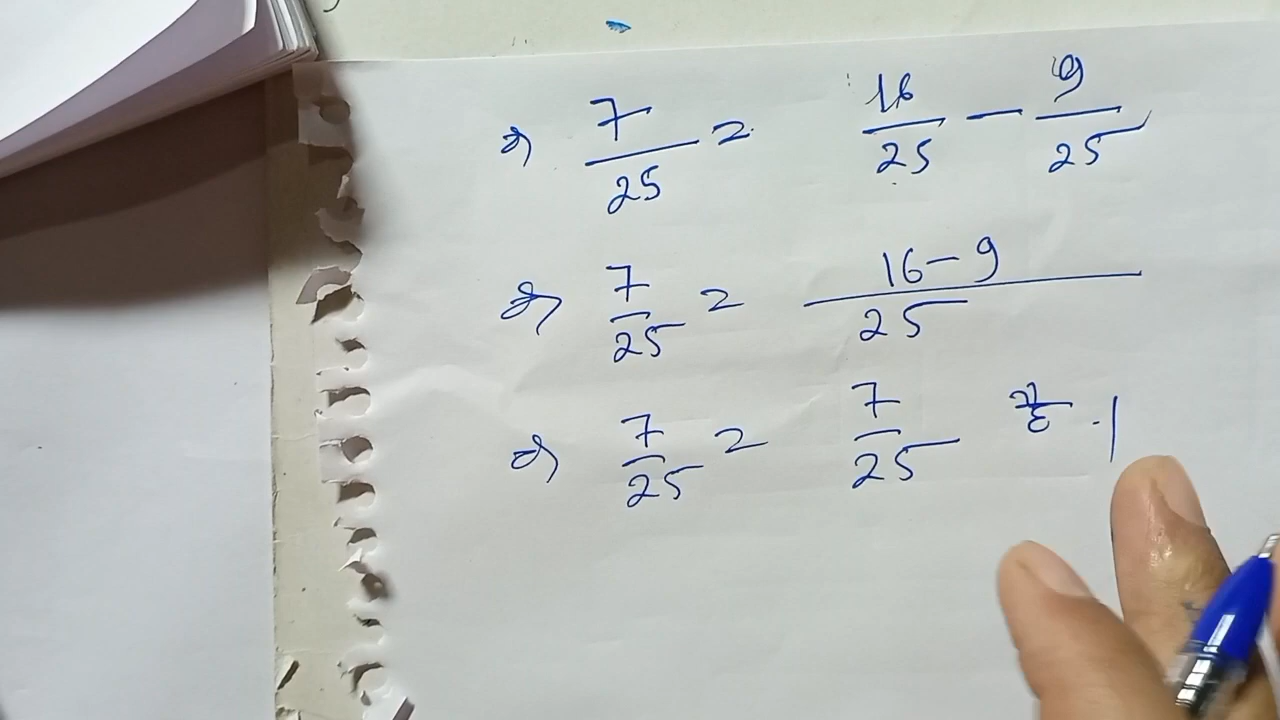 ⇒ 7/25 = 16/25 - 9/25
⇒ 7/25 = 16-9/25
⇒ 7/25 = 7/25